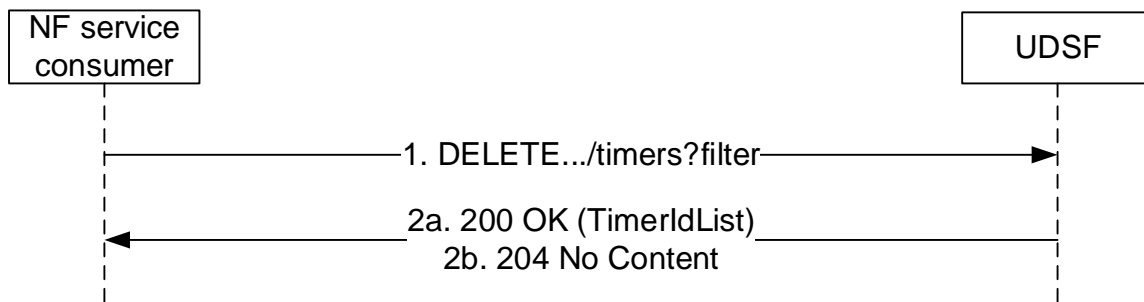 NF service
consumer
UDSF
1. DELETE.../timers?filter
2a. 200 OK (TimerIdList)
2b. 204 No Content